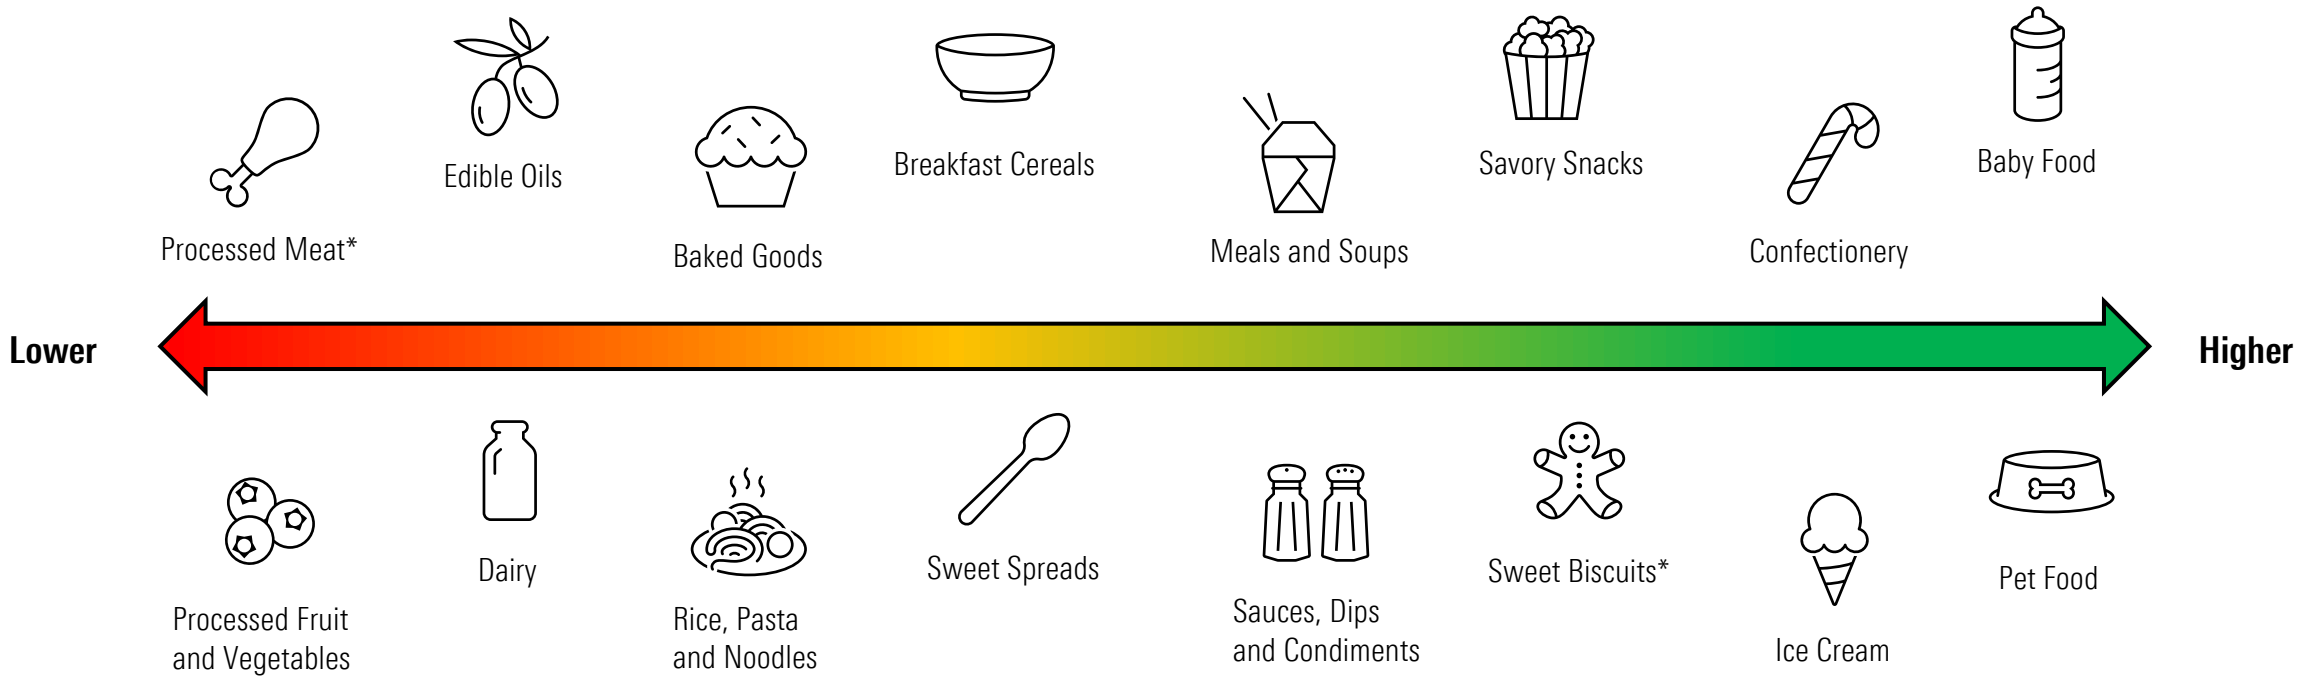 Edible Oils
Breakfast Cereals
Savory Snacks
Baby Food
Processed Meat*
Baked Goods
Meals and Soups
Confectionery
Lower
Higher
Dairy
Sweet Spreads
Sweet Biscuits*
Pet Food
Processed Fruit
and Vegetables
Rice, Pasta
and Noodles
Sauces, Dips
and Condiments
Ice Cream